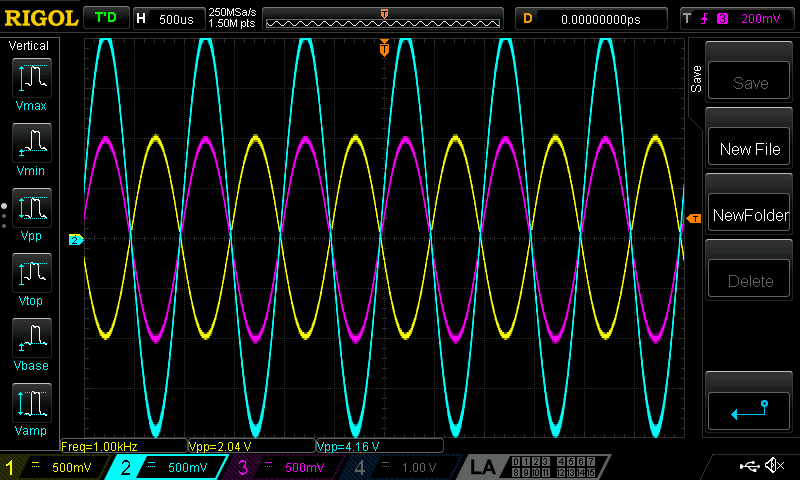 RIGOL T'D H 500us 250MSa/s 1.50M pts T D 0.00000000ps T 3 200mV
Vertical
Vmax
Vmin
Vpp
Vtop
Vbase
Vamp
T
2
T
Freq=1.00kHz Vpp=2.04 V Vpp=4.16 V
1 500mV 2 500mV 3 500mV 4 1.00 V LA 0 1 2 3 4 5 6 7
8 9 10 11 12 13 14 15
Save
Save
New File
NewFolder
Delete